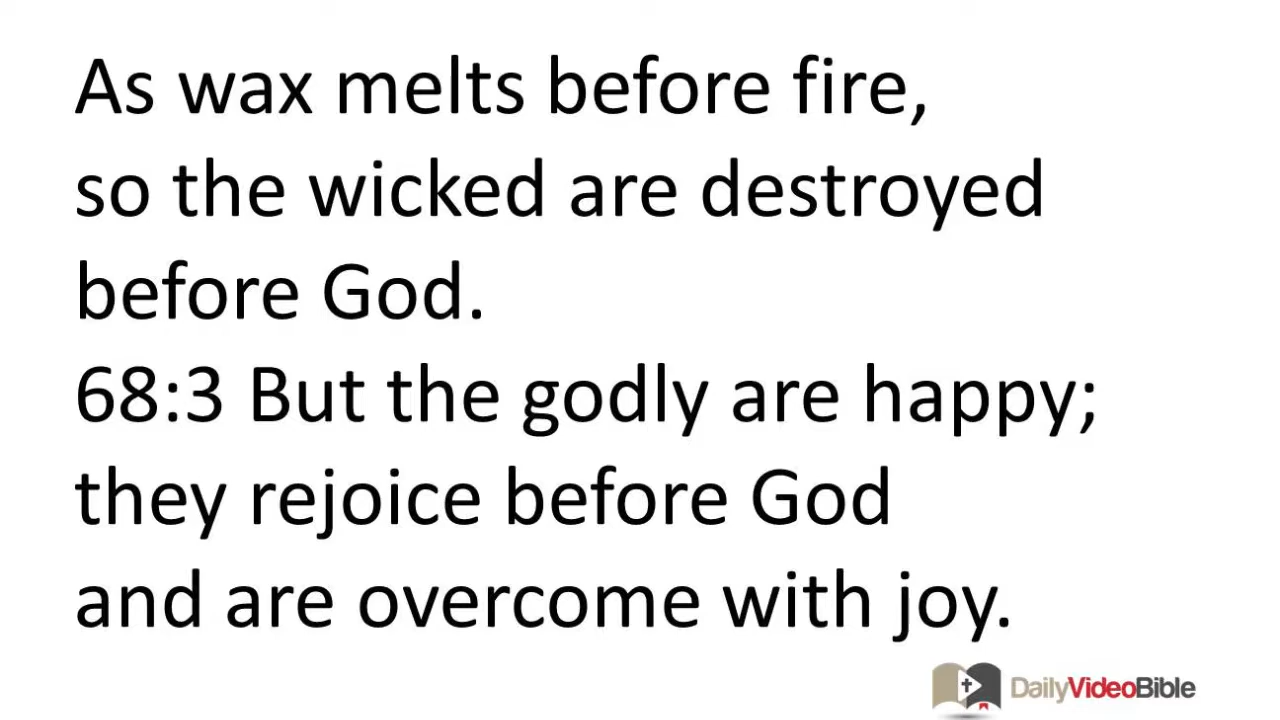 As wax melts before fire,
so the wicked are destroyed
before God.
68:3 But the godly are happy;
they rejoice before God
and are overcome with joy.
DailyVideoBible